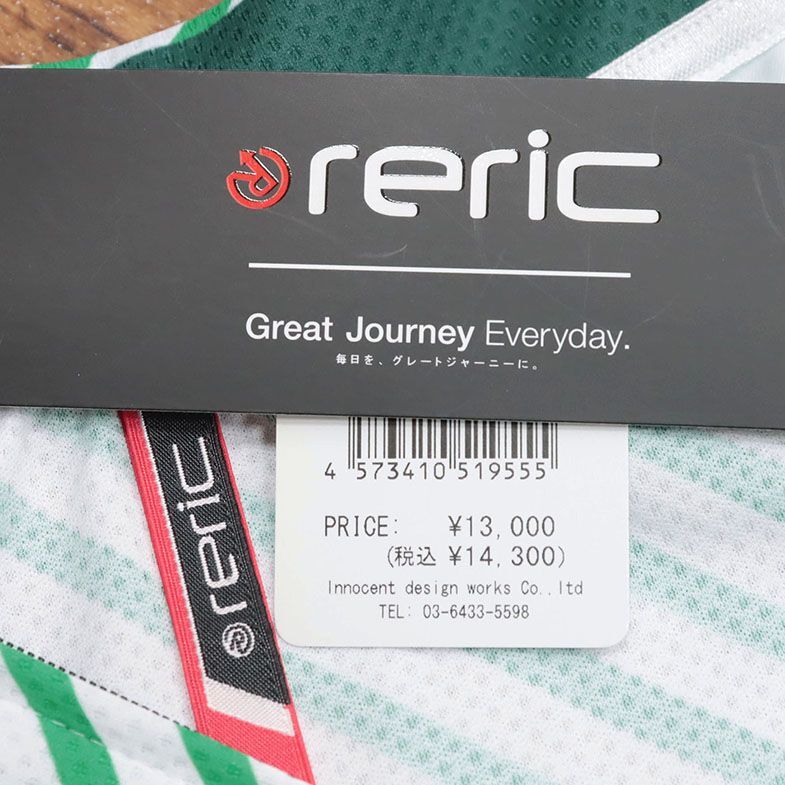 reric
Great Journey Everyday.
毎日を、グレートジャーニーに。
4 573410 519555
PRICE: ¥13,000
(税込 ¥14,300)
Innocent design works Co.,ltd
TEL: 03-6433-5598
reric